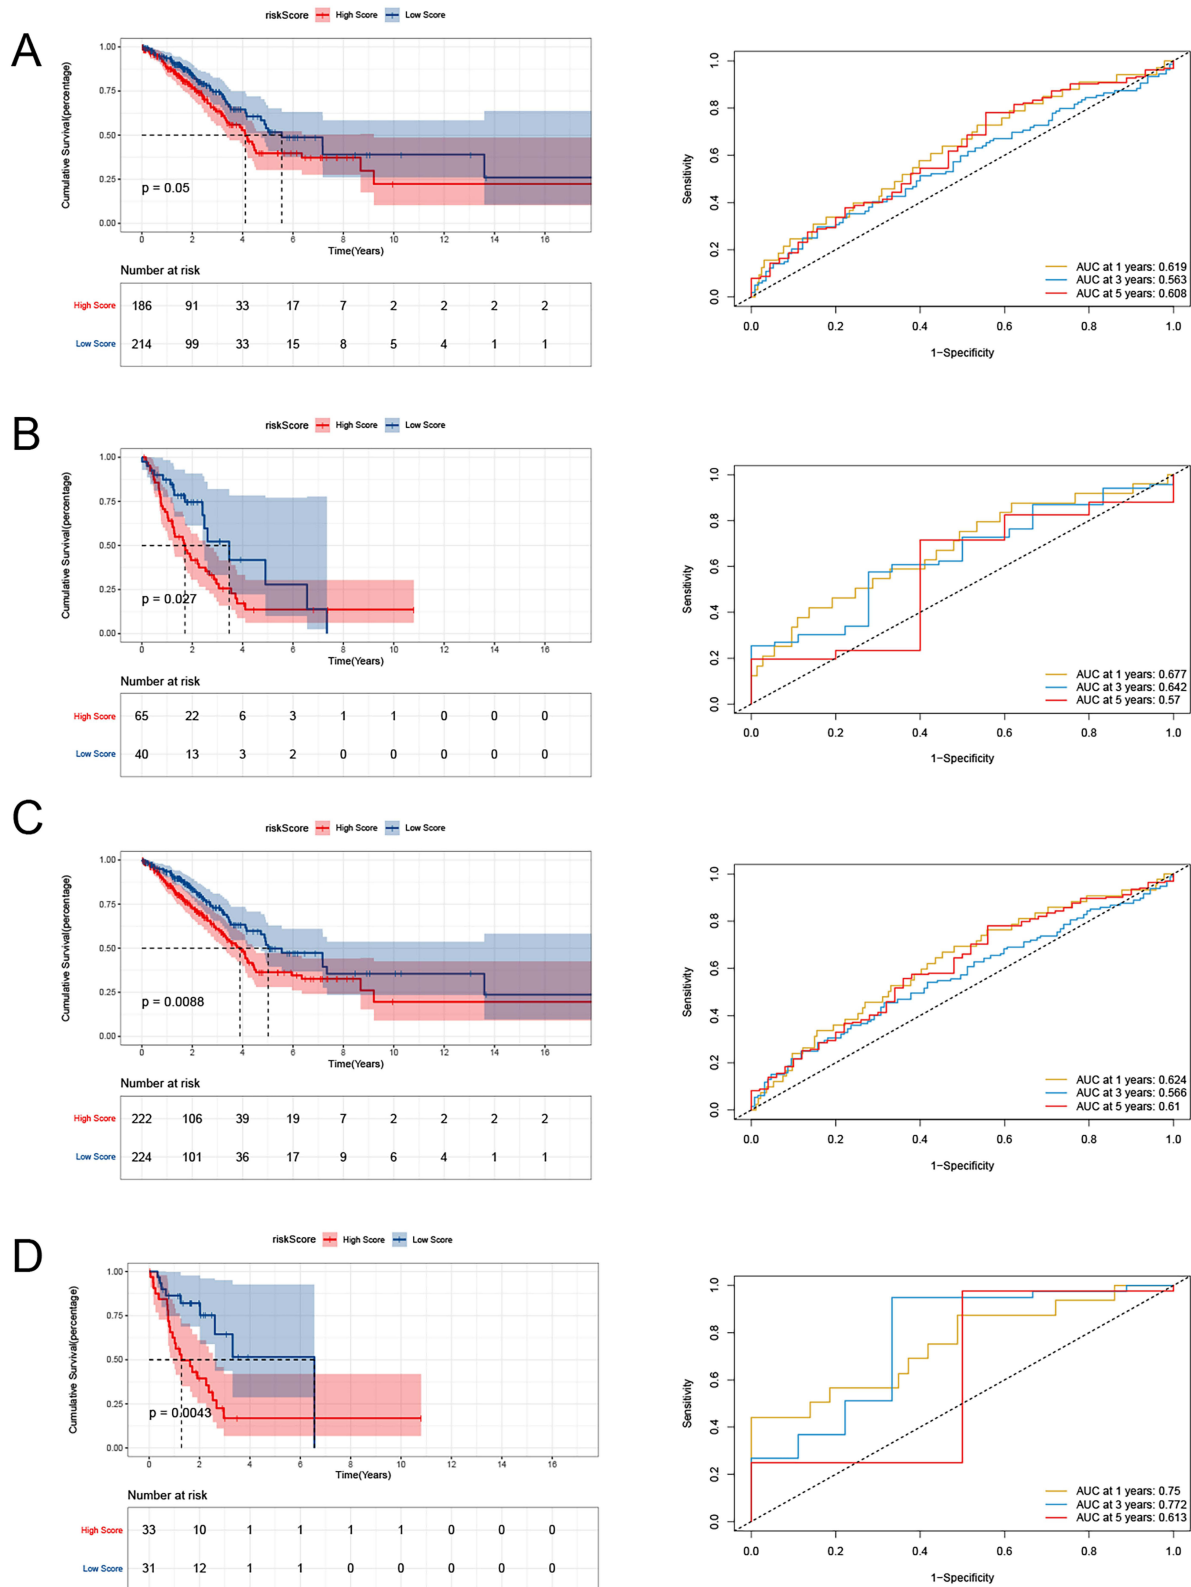 A
riskScore High Score Low Score
Cumulative Survival(percentage)
1.00
0.75
0.50
0.25
0.00
p = 0.05
0 2 4 6 8 10 12 14 16
Time(Years)
Number at risk
High Score 186 91 33 17 7 2 2 2 2
Low Score 214 99 33 15 8 5 4 1 1
Sensitivity
1.0
0.8
0.6
0.4
0.2
0.0
AUC at 1 years: 0.619
AUC at 3 years: 0.563
AUC at 5 years: 0.608
0.0 0.2 0.4 0.6 0.8 1.0
1−Specificity
B
riskScore High Score Low Score
Cumulative Survival(percentage)
1.00
0.75
0.50
0.25
0.00
p = 0.027
0 2 4 6 8 10 12 14 16
Time(Years)
Number at risk
High Score 65 22 6 3 1 1 0 0 0
Low Score 40 13 3 2 0 0 0 0 0
Sensitivity
1.0
0.8
0.6
0.4
0.2
0.0
AUC at 1 years: 0.677
AUC at 3 years: 0.642
AUC at 5 years: 0.57
0.0 0.2 0.4 0.6 0.8 1.0
1−Specificity
C
riskScore High Score Low Score
Cumulative Survival(percentage)
1.00
0.75
0.50
0.25
0.00
p = 0.0088
0 2 4 6 8 10 12 14 16
Time(Years)
Number at risk
High Score 222 106 39 19 7 2 2 2 2
Low Score 224 101 36 17 9 6 4 1 1
Sensitivity
1.0
0.8
0.6
0.4
0.2
0.0
AUC at 1 years: 0.624
AUC at 3 years: 0.566
AUC at 5 years: 0.61
0.0 0.2 0.4 0.6 0.8 1.0
1−Specificity
D
riskScore High Score Low Score
Cumulative Survival(percentage)
1.00
0.75
0.50
0.25
0.00
p = 0.0043
0 2 4 6 8 10 12 14 16
Time(Years)
Number at risk
High Score 33 10 1 1 1 1 0 0 0
Low Score 31 12 1 1 0 0 0 0 0
Sensitivity
1.0
0.8
0.6
0.4
0.2
0.0
AUC at 1 years: 0.75
AUC at 3 years: 0.772
AUC at 5 years: 0.613
0.0 0.2 0.4 0.6 0.8 1.0
1−Specificity